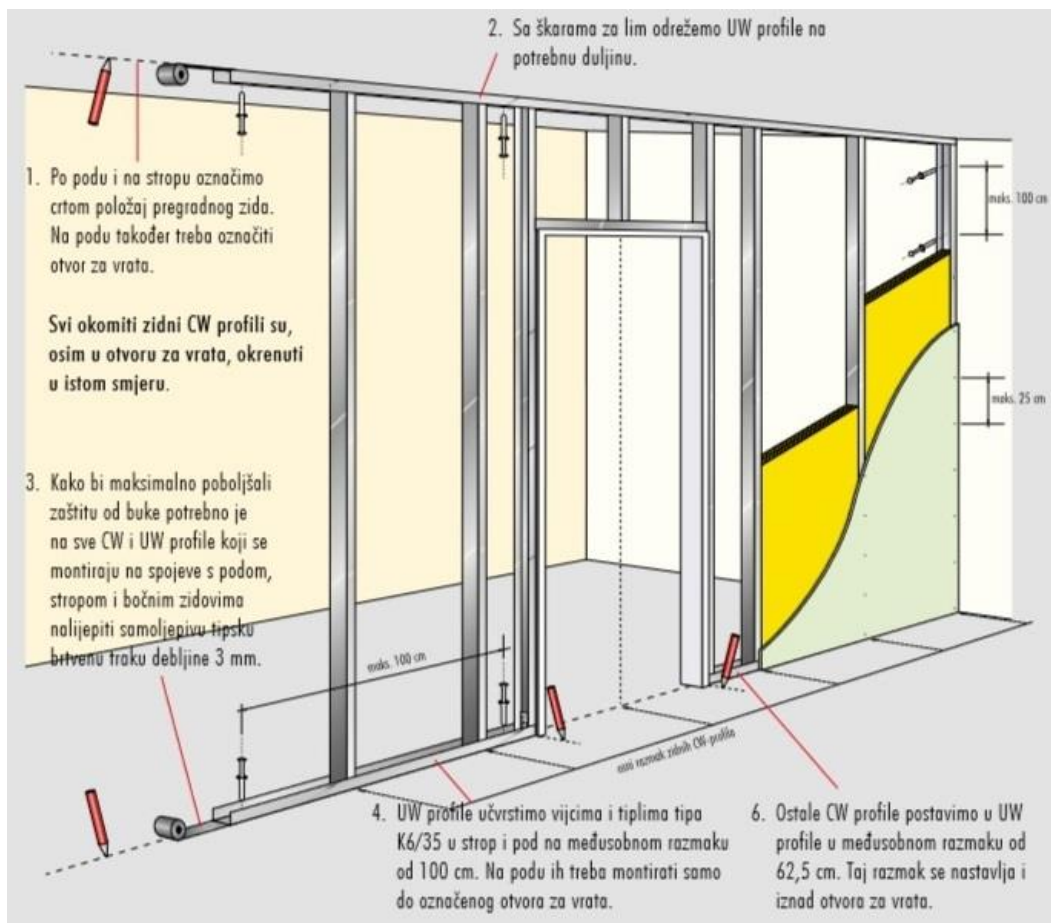 2. Sa škarama za lim odrežemo UW profile na
potrebnu duljinu.
1. Po podu i na stropu označimo
crtom položaj pregradnog zida.
Na podu također treba označiti
otvor za vrata.
Svi okomiti zidni CW profili su,
osim u otvoru za vrata, okrenuti
u istom smjeru.
maks. 100 cm
maks. 25 cm
3. Kako bi maksimalno poboljšali
zaštitu od buke potrebno je
na sve CW i UW profile koji se
montiraju na spojeve s podom,
stropom i bočnim zidovima
nalijepiti samoljepivu tipsku
brtvenu traku debljine 3 mm.
maks. 100 cm
razmak zidnih CW-profila
4. UW profile učvrstimo vijcima i tiplima tipa
K6/35 u strop i pod na međusobnom razmaku
od 100 cm. Na podu ih treba montirati samo
do označenog otvora za vrata.
6. Ostale CW profile postavimo u UW
profile u međusobnom razmaku od
62,5 cm. Taj razmak se nastavlja i
iznad otvora za vrata.